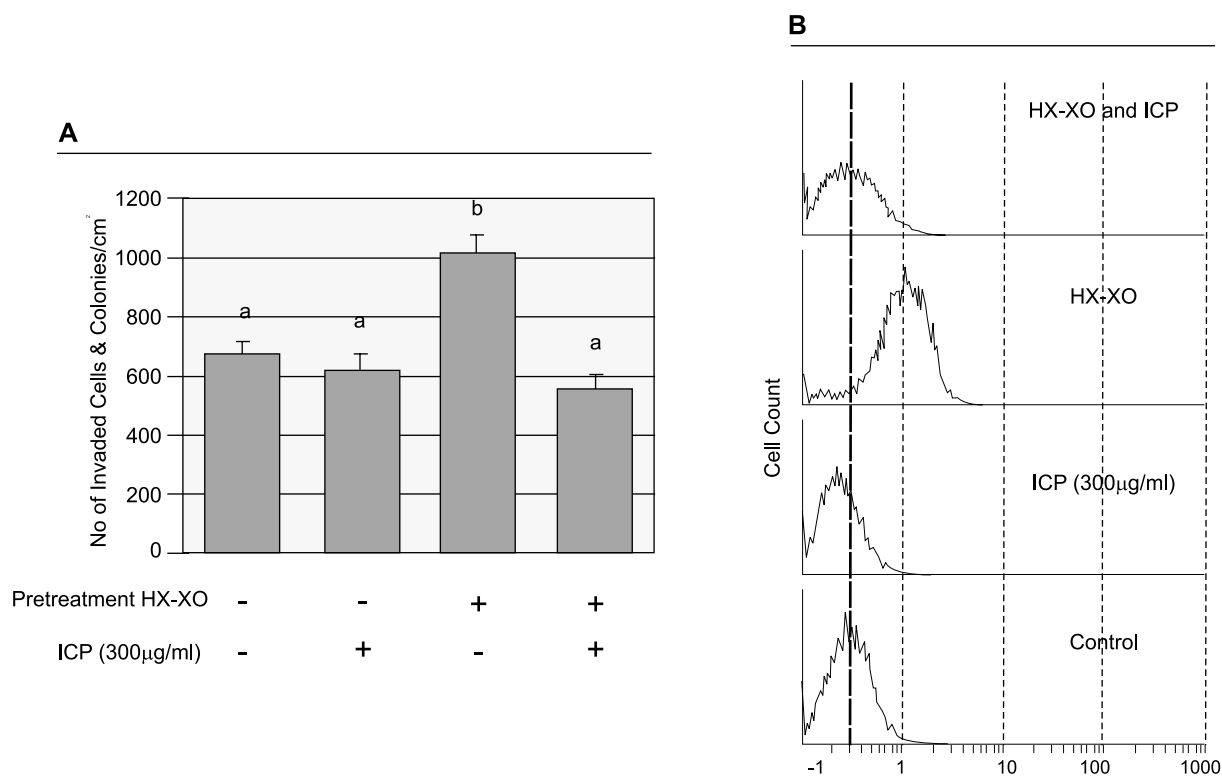 A
No of Invaded Cells & Colonies/cm²
1200
1000
800
600
400
200
0
a
a
b
a
Pretreatment HX-XO - - + +
ICP (300µg/ml) - + - +
B
Cell Count
HX-XO and ICP
HX-XO
ICP (300µg/ml)
Control
-1 1 10 100 1000